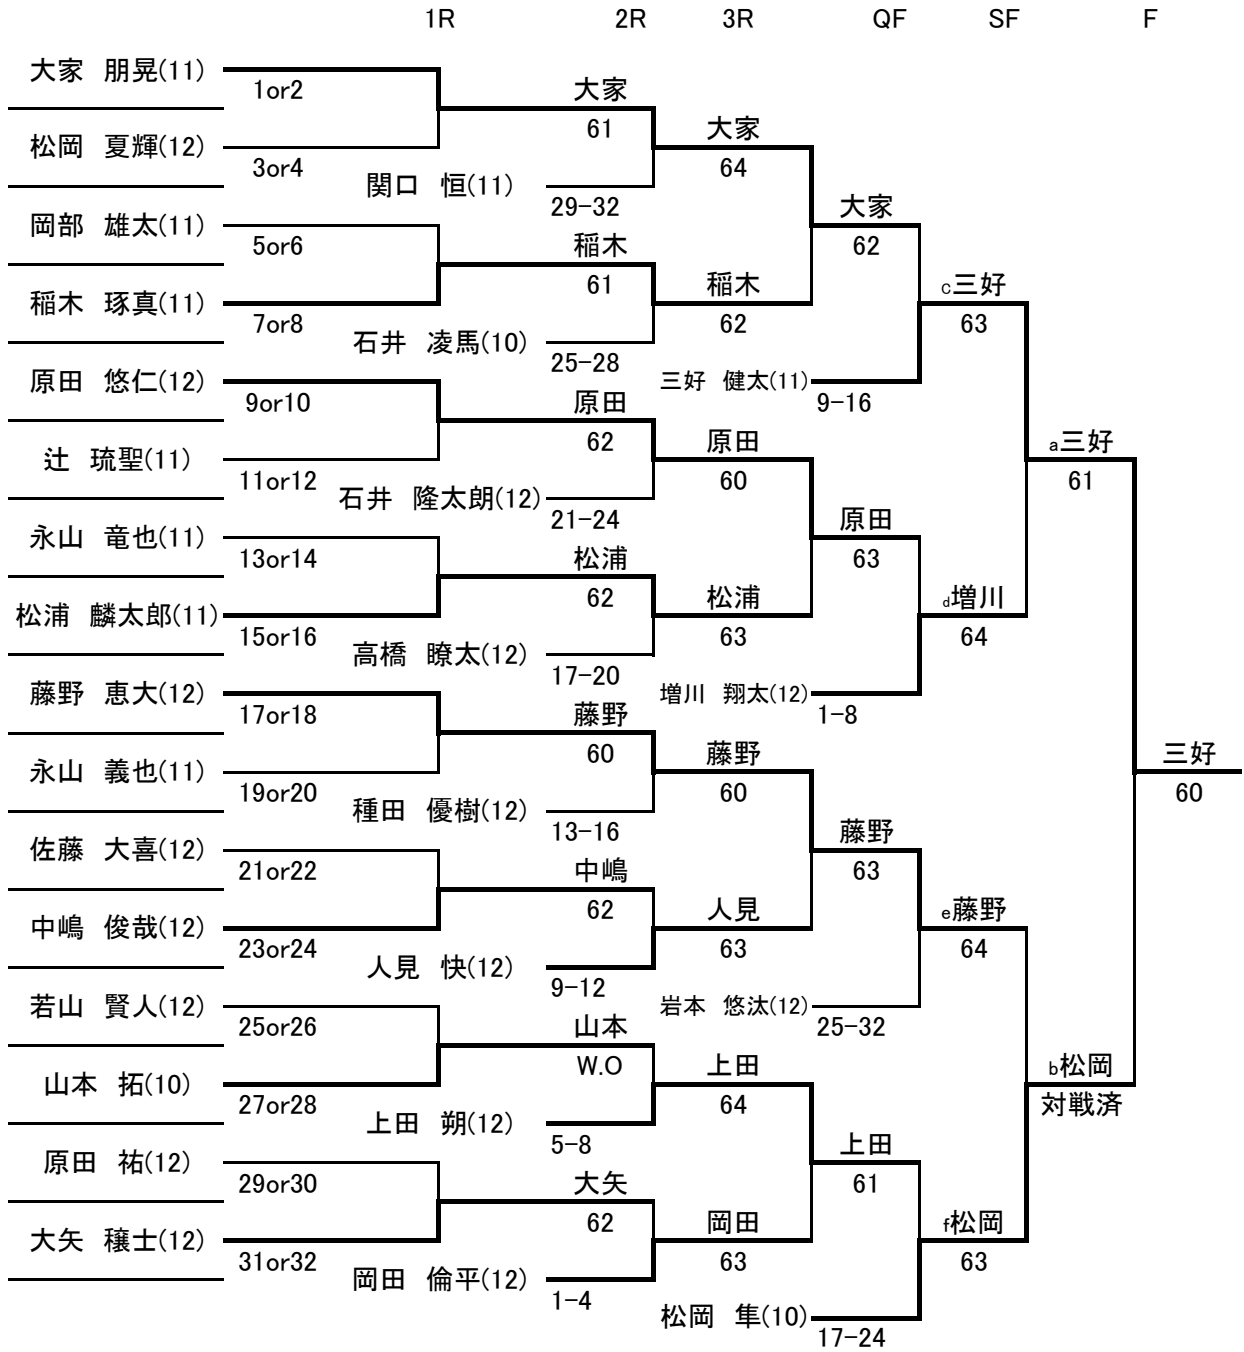 1R 2R 3R QF SF F
大家 朋晃(11)
1or2 大家
61 大家
松岡 夏輝(12)
3or4 64
関口 恒(11)
29-32 大家
岡部 雄太(11)
5or6 稲木 62
61 稲木 c三好
稲木 琢真(11)
7or8 62 63
石井 凌馬(10)
25-28
原田 悠仁(12) 三好 健太(11)
9or10 原田 9-16
62 原田 a三好
辻 琉聖(11)
11or12 60 61
石井 隆太朗(12)
21-24 原田
永山 竜也(11)
13or14 松浦 63
62 松浦 d増川
松浦 麟太郎(11)
15or16 63 64
高橋 瞭太(12)
17-20
藤野 恵大(12) 増川 翔太(12)
17or18 藤野 1-8
60 藤野 三好
永山 義也(11)
19or20 60 60
種田 優樹(12)
13-16 藤野
佐藤 大喜(12)
21or22 中嶋 63
62 人見 e藤野
中嶋 俊哉(12)
23or24 63 64
人見 快(12)
9-12
若山 賢人(12) 岩本 悠汰(12)
25or26 山本 25-32
W.O 上田 b松岡
山本 拓(10)
27or28 64 対戦済
上田 朔(12)
5-8 上田
原田 祐(12)
29or30 大矢 61
62 岡田 f松岡
大矢 穣士(12)
31or32 63 63
岡田 倫平(12)
1-4
松岡 隼(10)
17-24